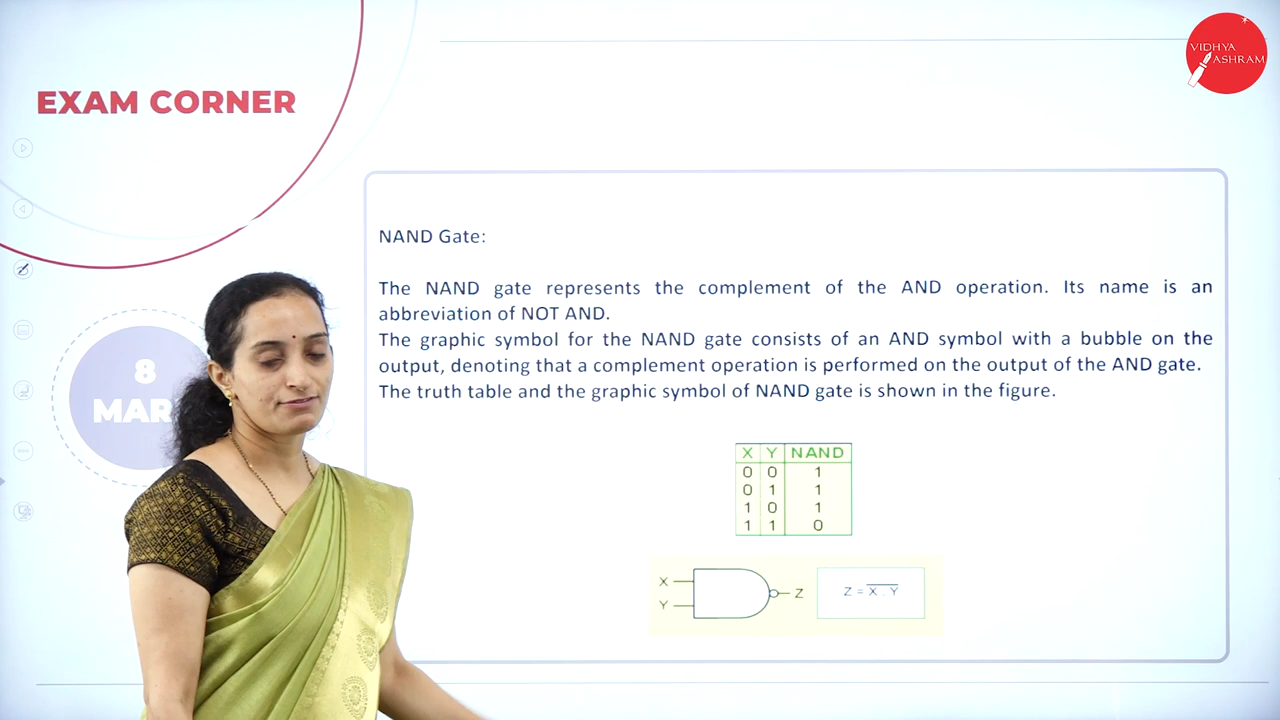 VIDHYA
ASHRAM
EXAM CORNER
NAND Gate:
The NAND gate represents the complement of the AND operation. Its name is an
abbreviation of NOT AND.
The graphic symbol for the NAND gate consists of an AND symbol with a bubble on the
output, denoting that a complement operation is performed on the output of the AND gate.
The truth table and the graphic symbol of NAND gate is shown in the figure.
8
MAR
X Y NAND
0 0 1
0 1 1
1 0 1
1 1 0
X
Y
Z
Z = X̅ ̅.̅ ̅Y̅